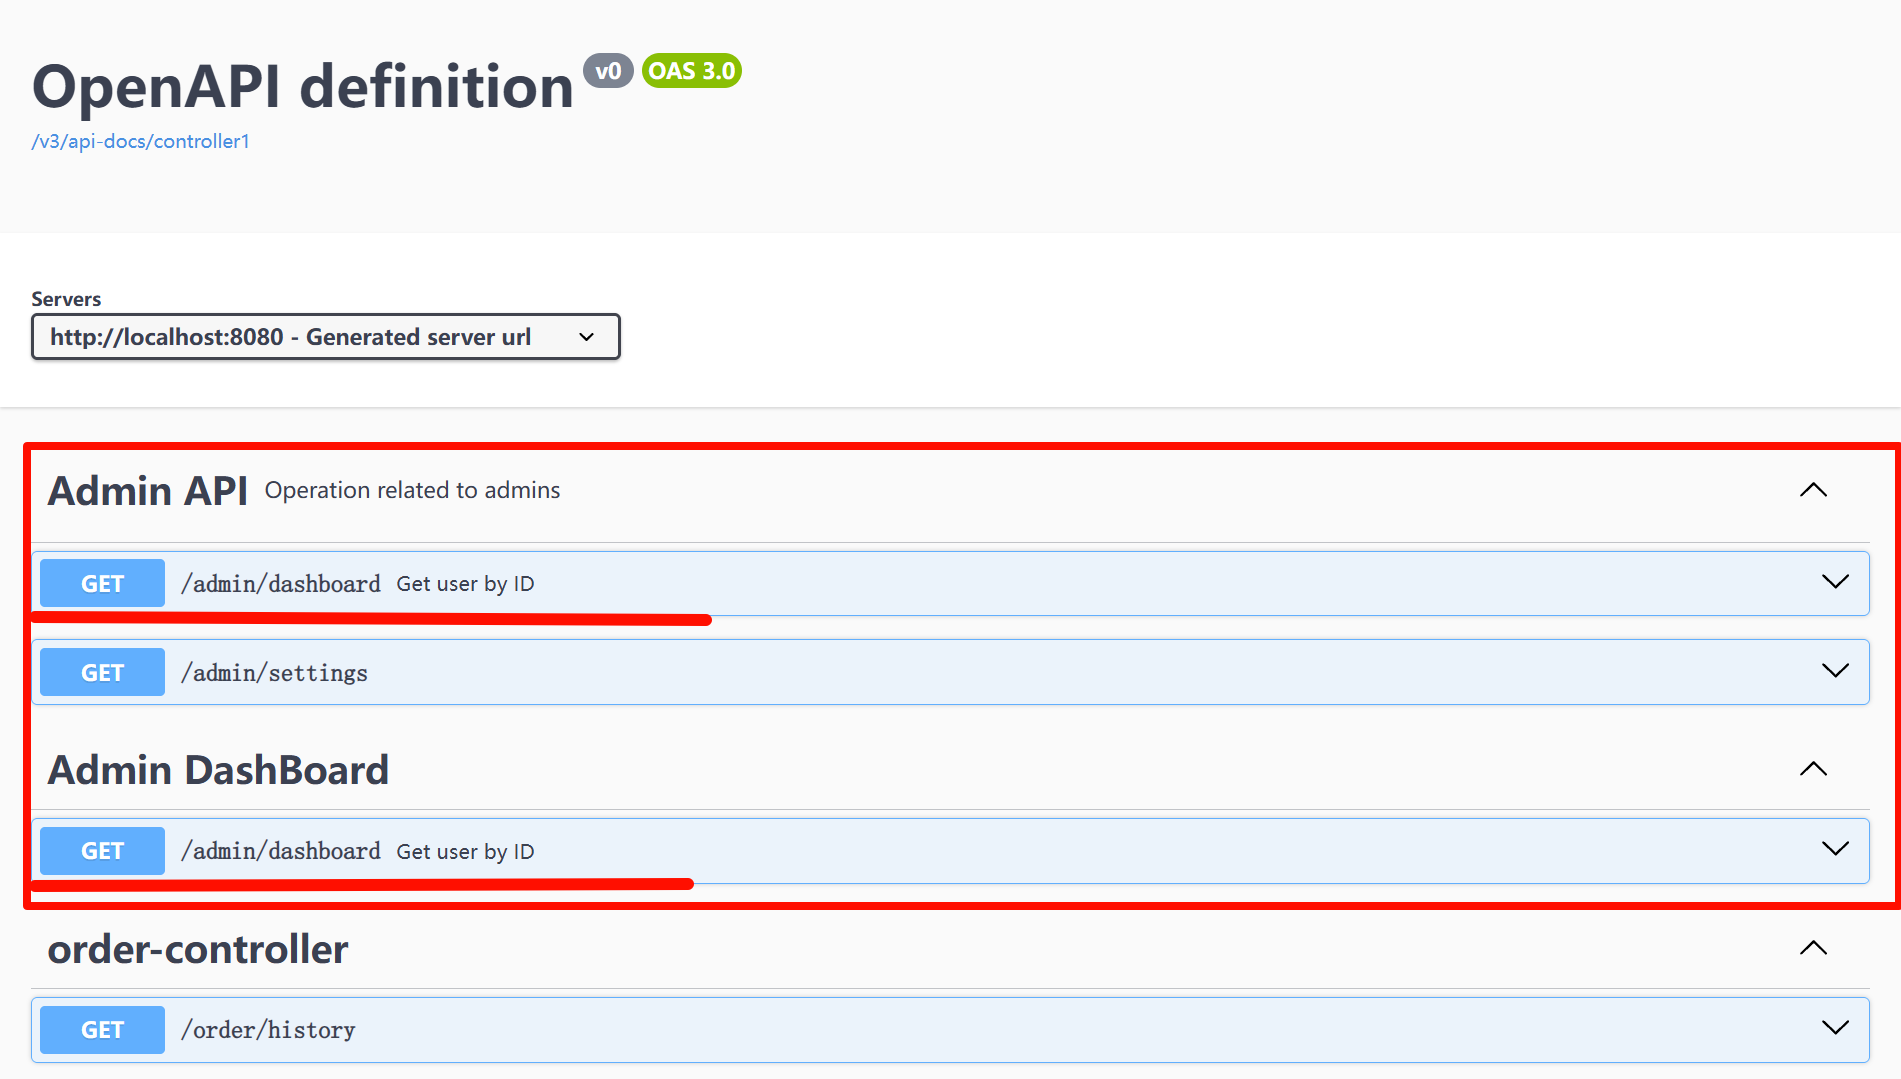 OpenAPI definition v0 OAS 3.0
/v3/api-docs/controller1
Servers
http://localhost:8080 - Generated server url
Admin API Operation related to admins
GET /admin/dashboard Get user by ID
GET /admin/settings
Admin DashBoard
GET /admin/dashboard Get user by ID
order-controller
GET /order/history